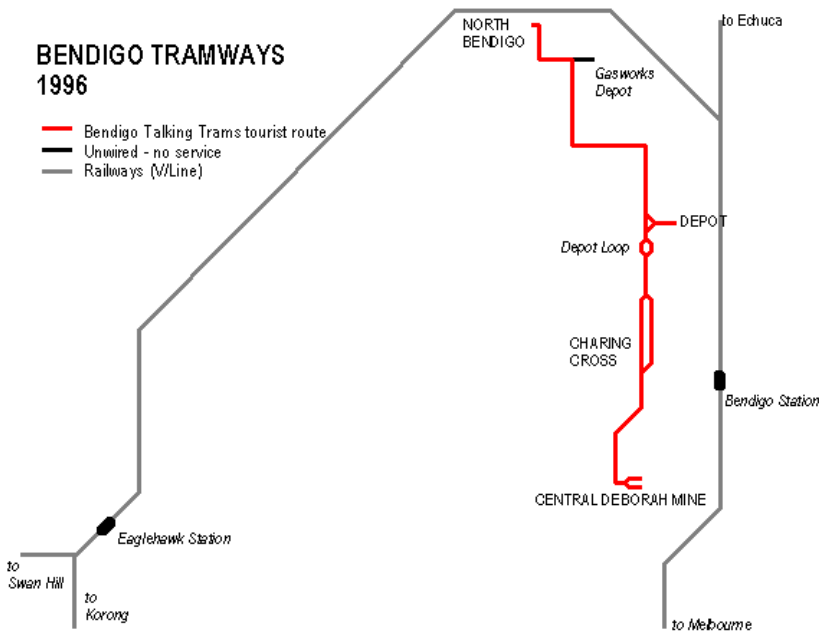 BENDIGO TRAMWAYS
1996
Bendigo Talking Trams tourist route
Unwired - no service
Railways (V/Line)
NORTH
BENDIGO
to Echuca
Gasworks
Depot
DEPOT
Depot Loop
CHARING
CROSS
Bendigo Station
CENTRAL DEBORAH MINE
Eaglehawk Station
to
Swan Hill
to
Korong
to Melbourne